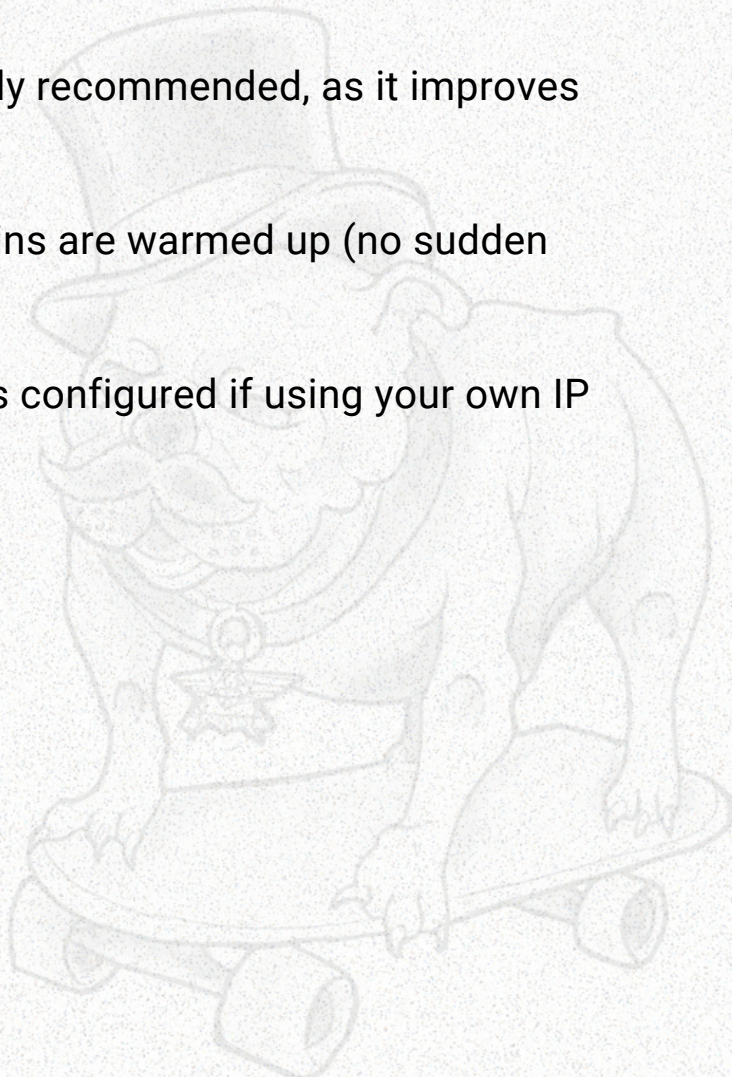 ly recommended, as it improves
ns are warmed up (no sudden
s configured if using your own IP